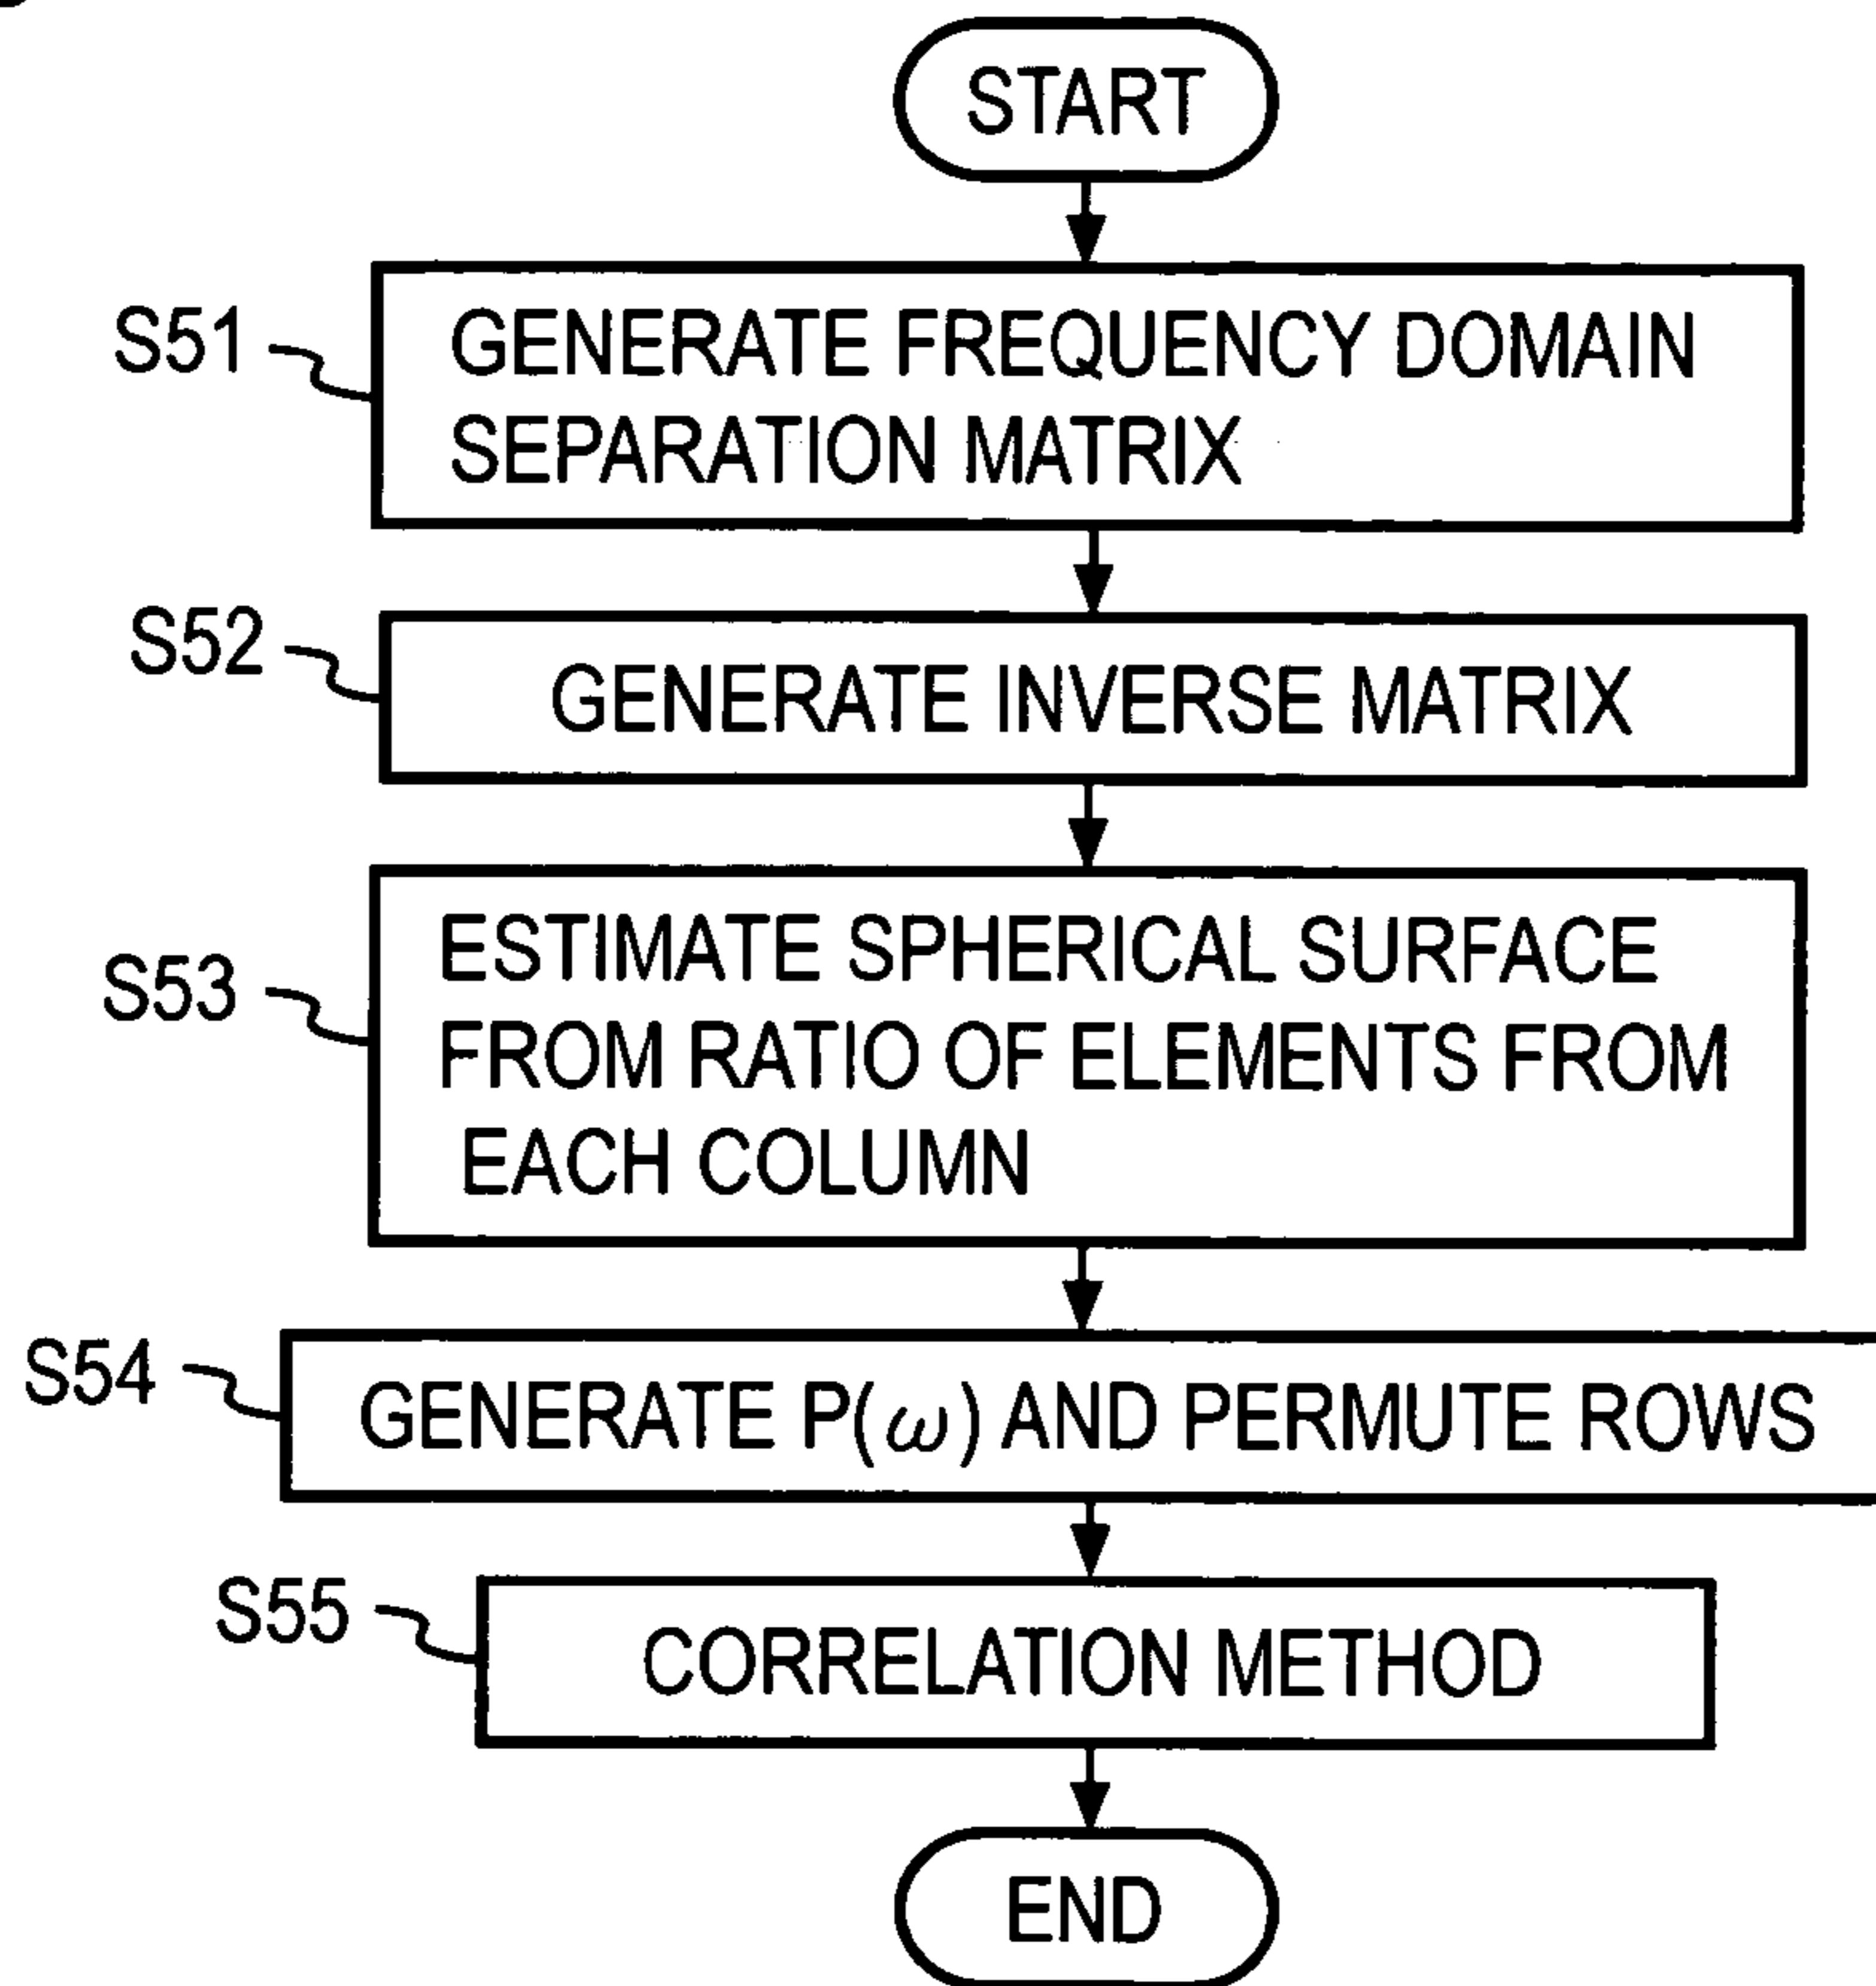 START
S51
GENERATE FREQUENCY DOMAIN
SEPARATION MATRIX
S52
GENERATE INVERSE MATRIX
S53
ESTIMATE SPHERICAL SURFACE
FROM RATIO OF ELEMENTS FROM
EACH COLUMN
S54
GENERATE P(ω) AND PERMUTE ROWS
S55
CORRELATION METHOD
END